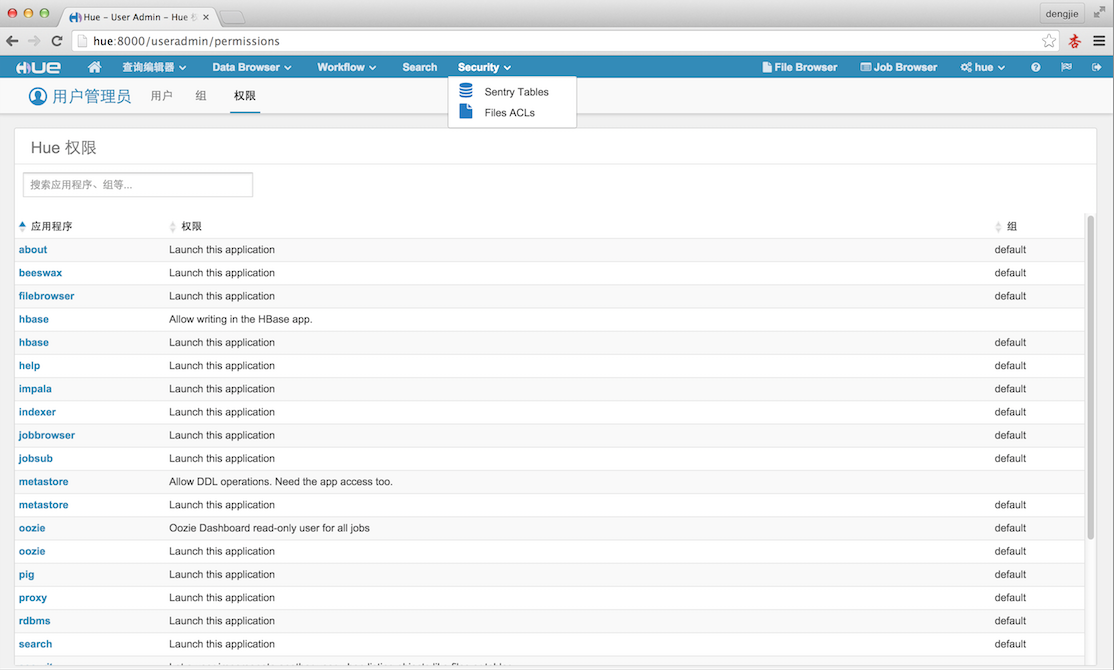 Hue - User Admin - Hue
dengjie
hue:8000/useradmin/permissions
HUE 查询编辑器 Data Browser Workflow Search Security File Browser Job Browser hue
用户管理员 用户 组 权限
Sentry Tables
Files ACLs
Hue 权限
搜索应用程序、组等...
应用程序 权限 组
about Launch this application default
beeswax Launch this application default
filebrowser Launch this application default
hbase Allow writing in the HBase app.
hbase Launch this application default
help Launch this application default
impala Launch this application default
indexer Launch this application default
jobbrowser Launch this application default
jobsub Launch this application default
metastore Allow DDL operations. Need the app access too.
metastore Launch this application default
oozie Oozie Dashboard read-only user for all jobs default
oozie Launch this application default
pig Launch this application default
proxy Launch this application default
rdbms Launch this application default
search Launch this application default